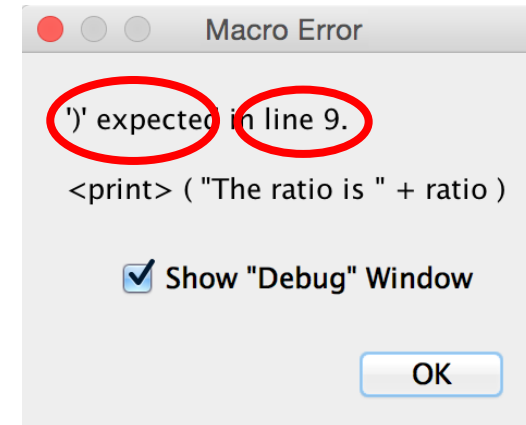 Macro Error
')' expected in line 9.
<print> ( "The ratio is " + ratio )
Show "Debug" Window
OK